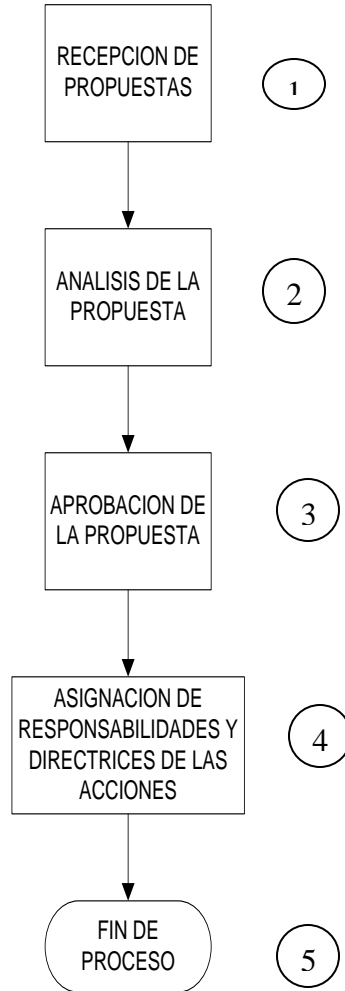 RECEPCION DE
PROPUESTAS
1
ANALISIS DE LA
PROPUESTA
2
APROBACION DE
LA PROPUESTA
3
ASIGNACION DE
RESPONSABILIDADES Y
DIRECTRICES DE LAS
ACCIONES
4
FIN DE
PROCESO
5